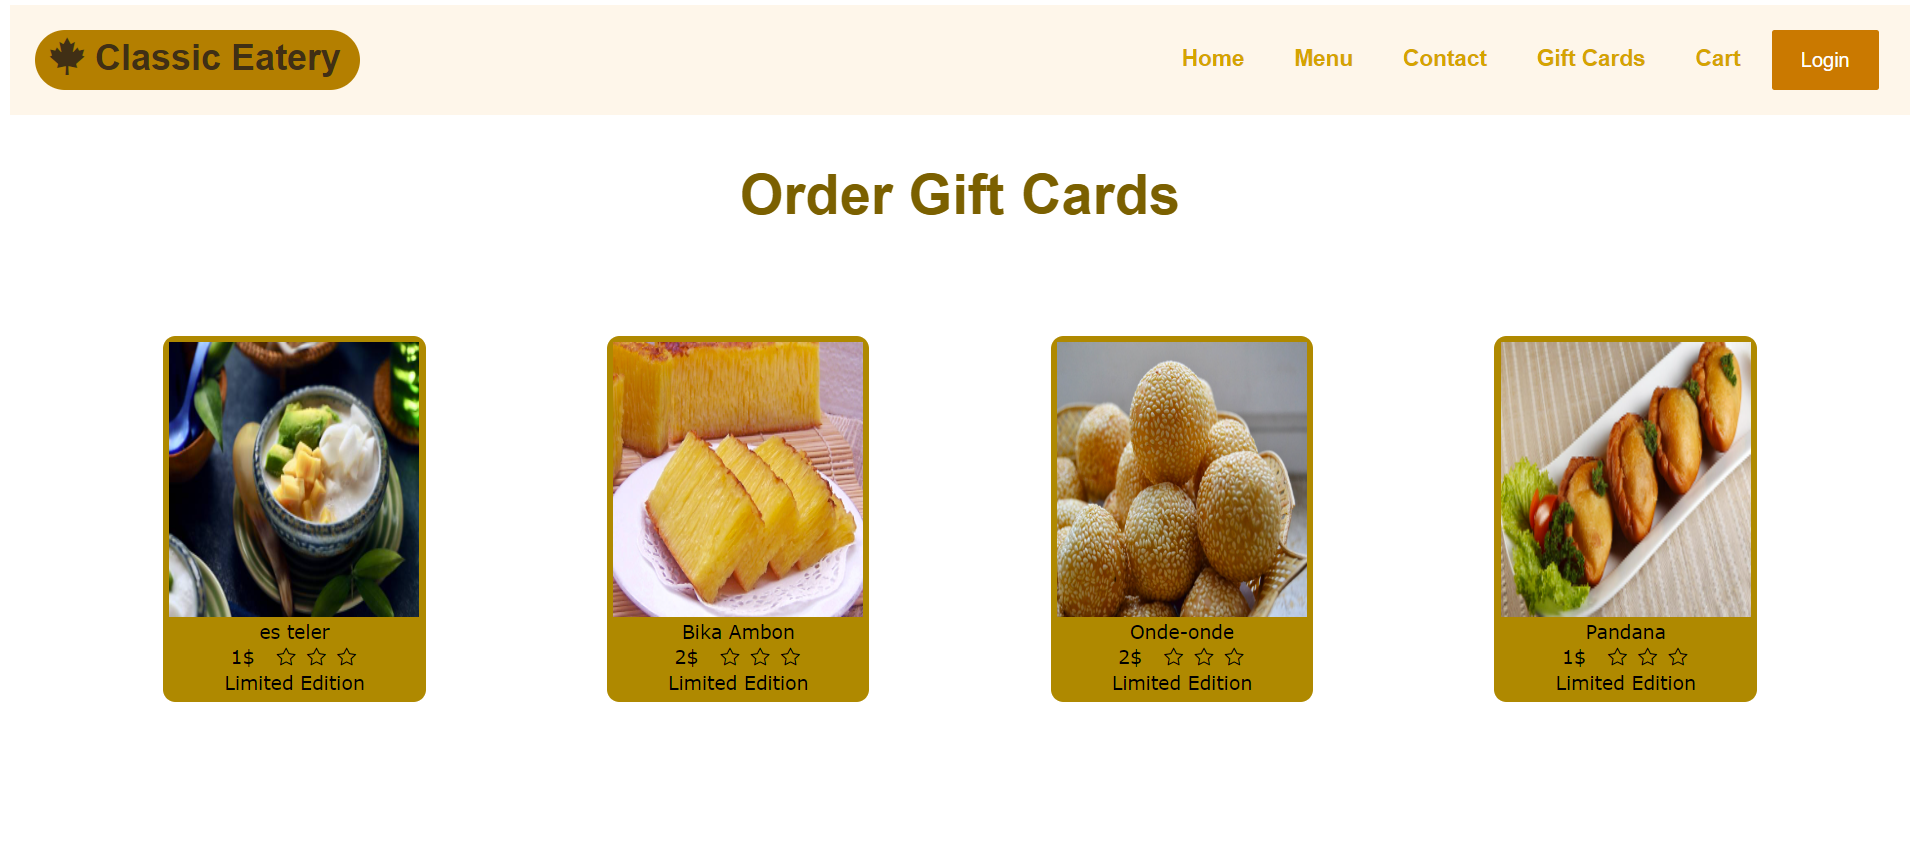 Classic Eatery
Home Menu Contact Gift Cards Cart Login
Order Gift Cards
es teler
1$
Limited Edition
Bika Ambon
2$
Limited Edition
Onde-onde
2$
Limited Edition
Pandana
1$
Limited Edition